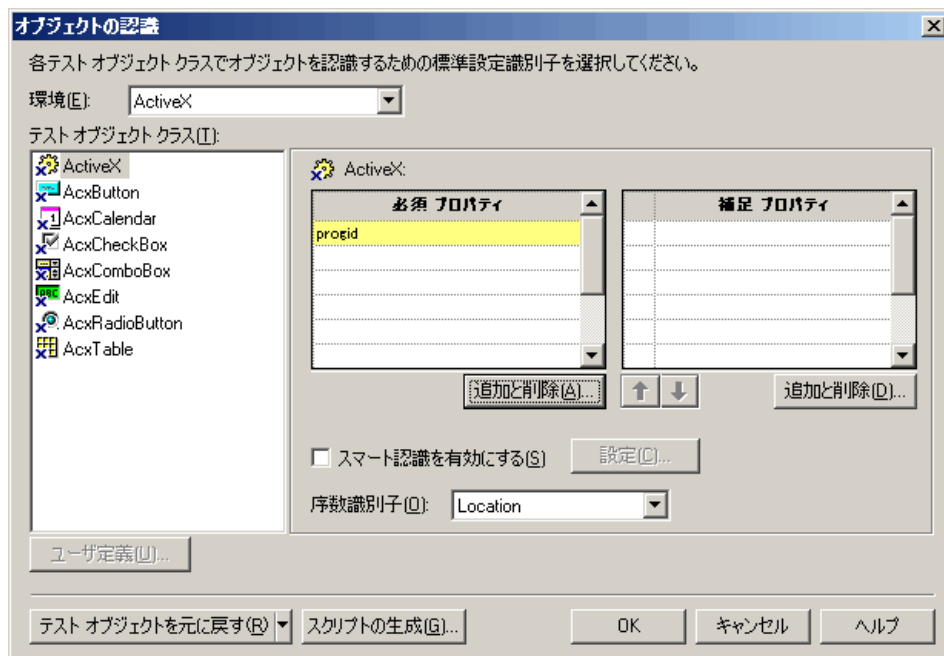 オブジェクトの認識
各テスト オブジェクト クラスでオブジェクトを認識するための標準設定識別子を選択してください。
環境(E): ActiveX
テスト オブジェクト クラス(T):
ActiveX
AcxButton
AcxCalendar
AcxCheckBox
AcxComboBox
AcxEdit
AcxRadioButton
AcxTable
ActiveX:
必須 プロパティ
progid
補足 プロパティ
追加と削除(A)...
追加と削除(D)...
スマート認識を有効にする(S)
設定(C)...
序数識別子(O): Location
ユーザ定義(U)...
テスト オブジェクトを元に戻す(R)
スクリプトの生成(G)...
OK
キャンセル
ヘルプ